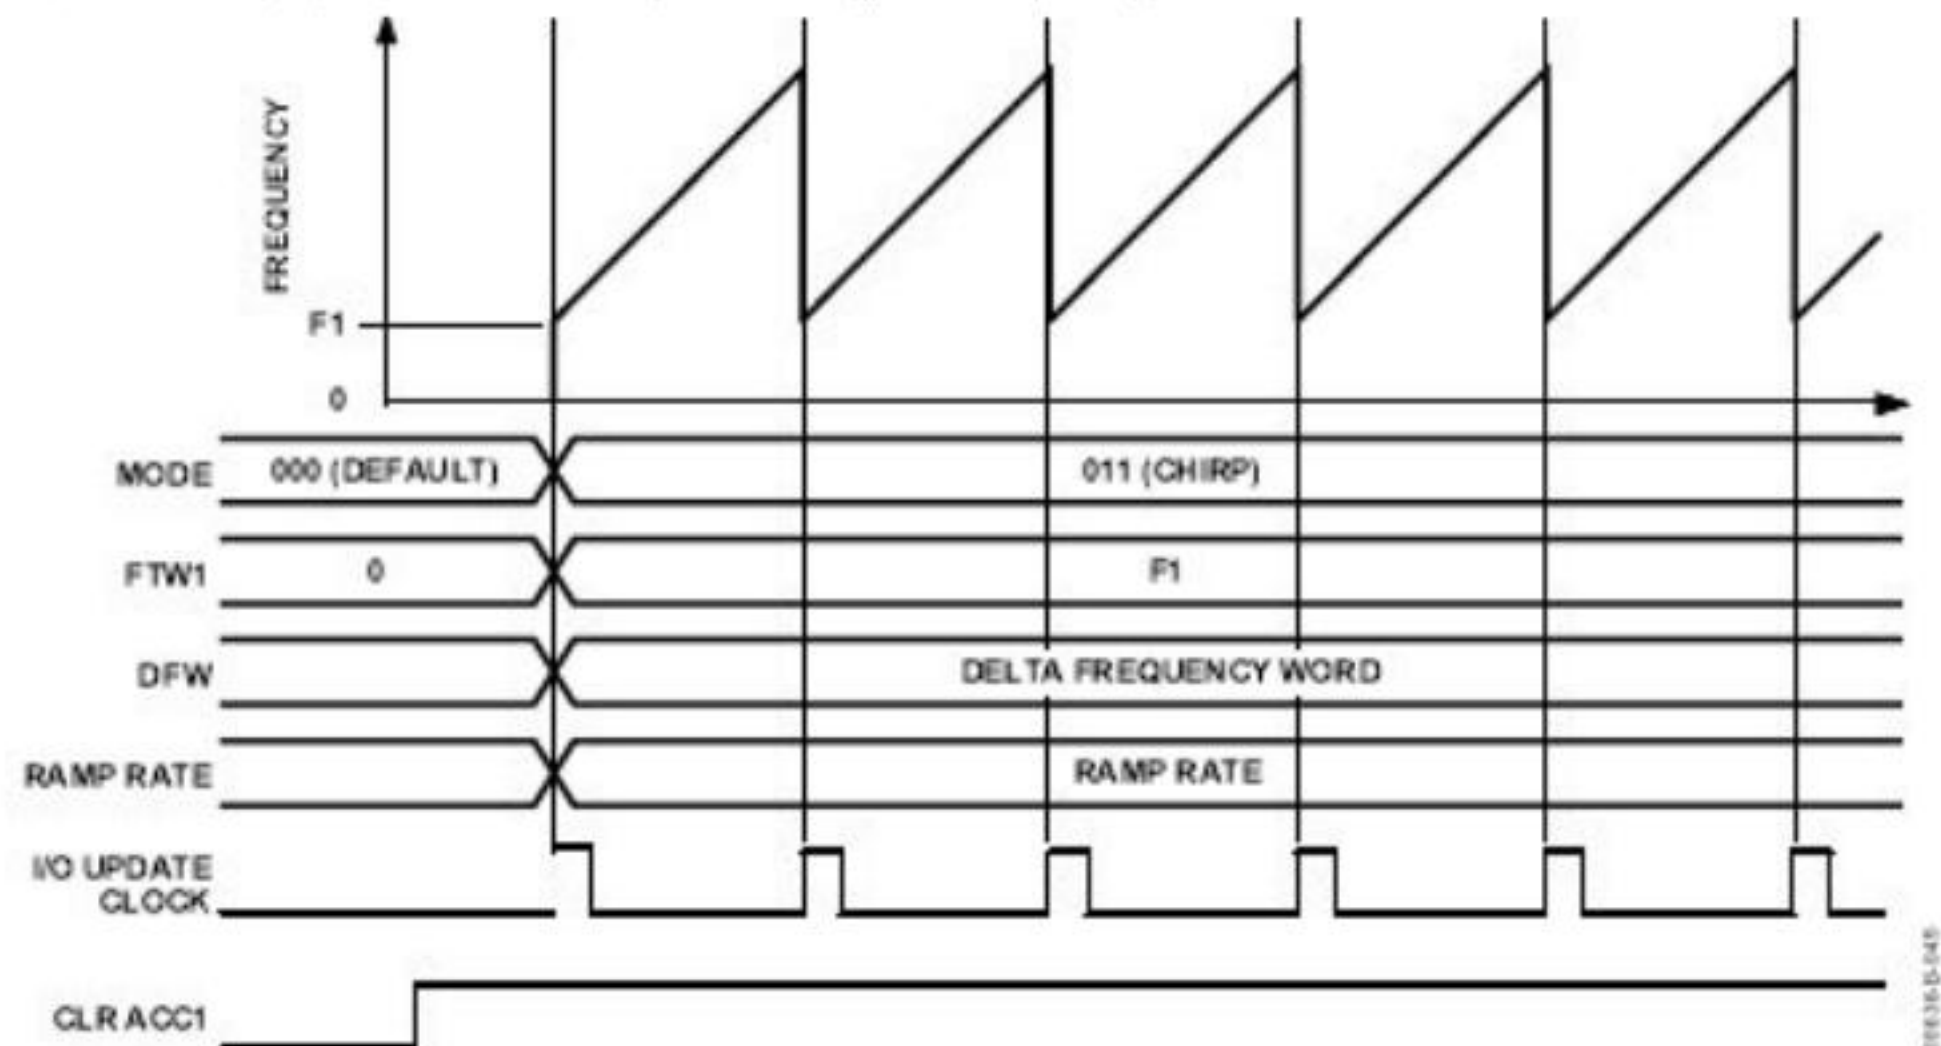 FREQUENCY
F1
0
MODE
000 (DEFAULT)
011 (CHIRP)
FTW1
0
F1
DFW
DELTA FREQUENCY WORD
RAMP RATE
RAMP RATE
I/O UPDATE
CLOCK
CLR ACC1